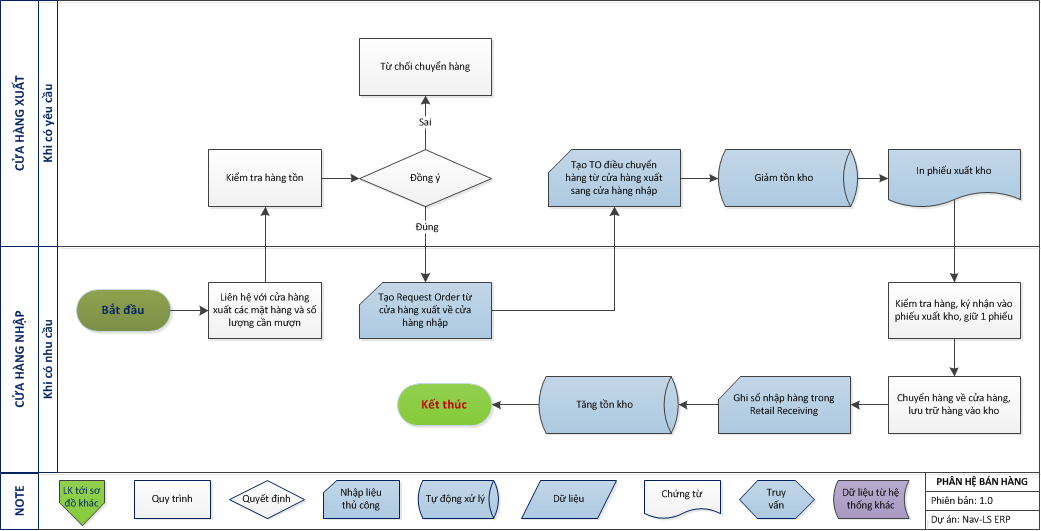 CỬA HÀNG XUẤT
Khi có yêu cầu
Từ chối chuyển hàng
Sai
Kiểm tra hàng tồn
Đồng ý
Đúng
Tạo TO điều chuyển
hàng từ cửa hàng xuất
sang cửa hàng nhập
Giảm tồn kho
In phiếu xuất kho
CỬA HÀNG NHẬP
Khi có nhu cầu
Bắt đầu
Liên hệ với cửa hàng
xuất các mặt hàng và số
lượng cần mượn
Tạo Request Order từ
cửa hàng xuất về cửa
hàng nhập
Kiểm tra hàng, ký nhận vào
phiếu xuất kho, giữ 1 phiếu
Kết thúc
Tăng tồn kho
Ghi sổ nhập hàng trong
Retail Receiving
Chuyển hàng về cửa hàng,
lưu trữ hàng vào kho
NOTE
LK tới sơ
đồ khác
Quy trình
Quyết định
Nhập liệu
thủ công
Tự động xử lý
Dữ liệu
Chứng từ
Truy
vấn
Dữ liệu từ hệ
thống khác
PHÂN HỆ BÁN HÀNG
Phiên bản: 1.0
Dự án: Nav-LS ERP